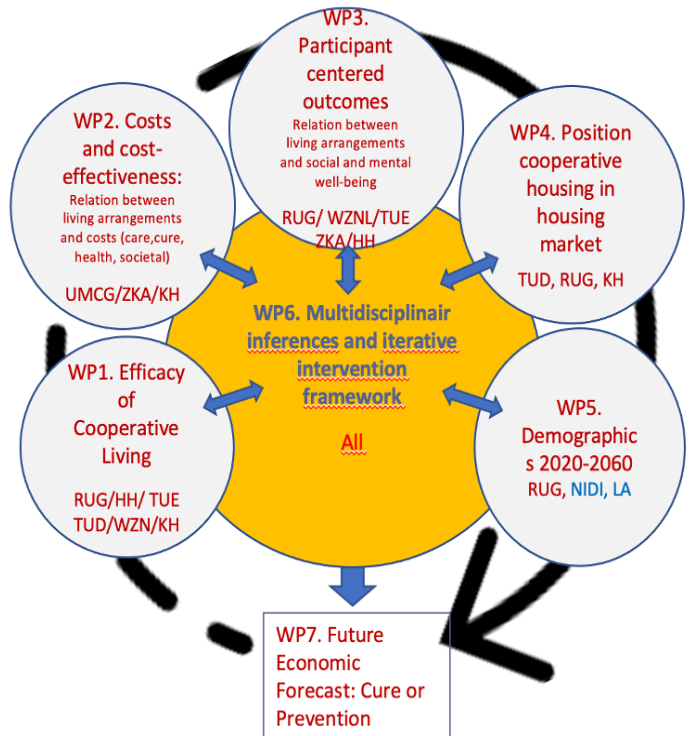 WP3.
Participant
centered
outcomes
Relation between
living arrangements
and social and mental
well-being
RUG/ WZNL/TUE
ZKA/HH
WP2. Costs
and cost-
effectiveness:
Relation between
living arrangements
and costs (care,cure,
health, societal)
UMCG/ZKA/KH
WP4. Position
cooperative
housing in
housing
market
TUD, RUG, KH
WP6. Multidisciplinair
inferences and iterative
intervention
framework
All
WP1. Efficacy
of
Cooperative
Living
RUG/HH/ TUE
TUD/WZN/KH
WP5.
Demographic
s 2020-2060
RUG, NIDI, LA
WP7. Future
Economic
Forecast: Cure or
Prevention